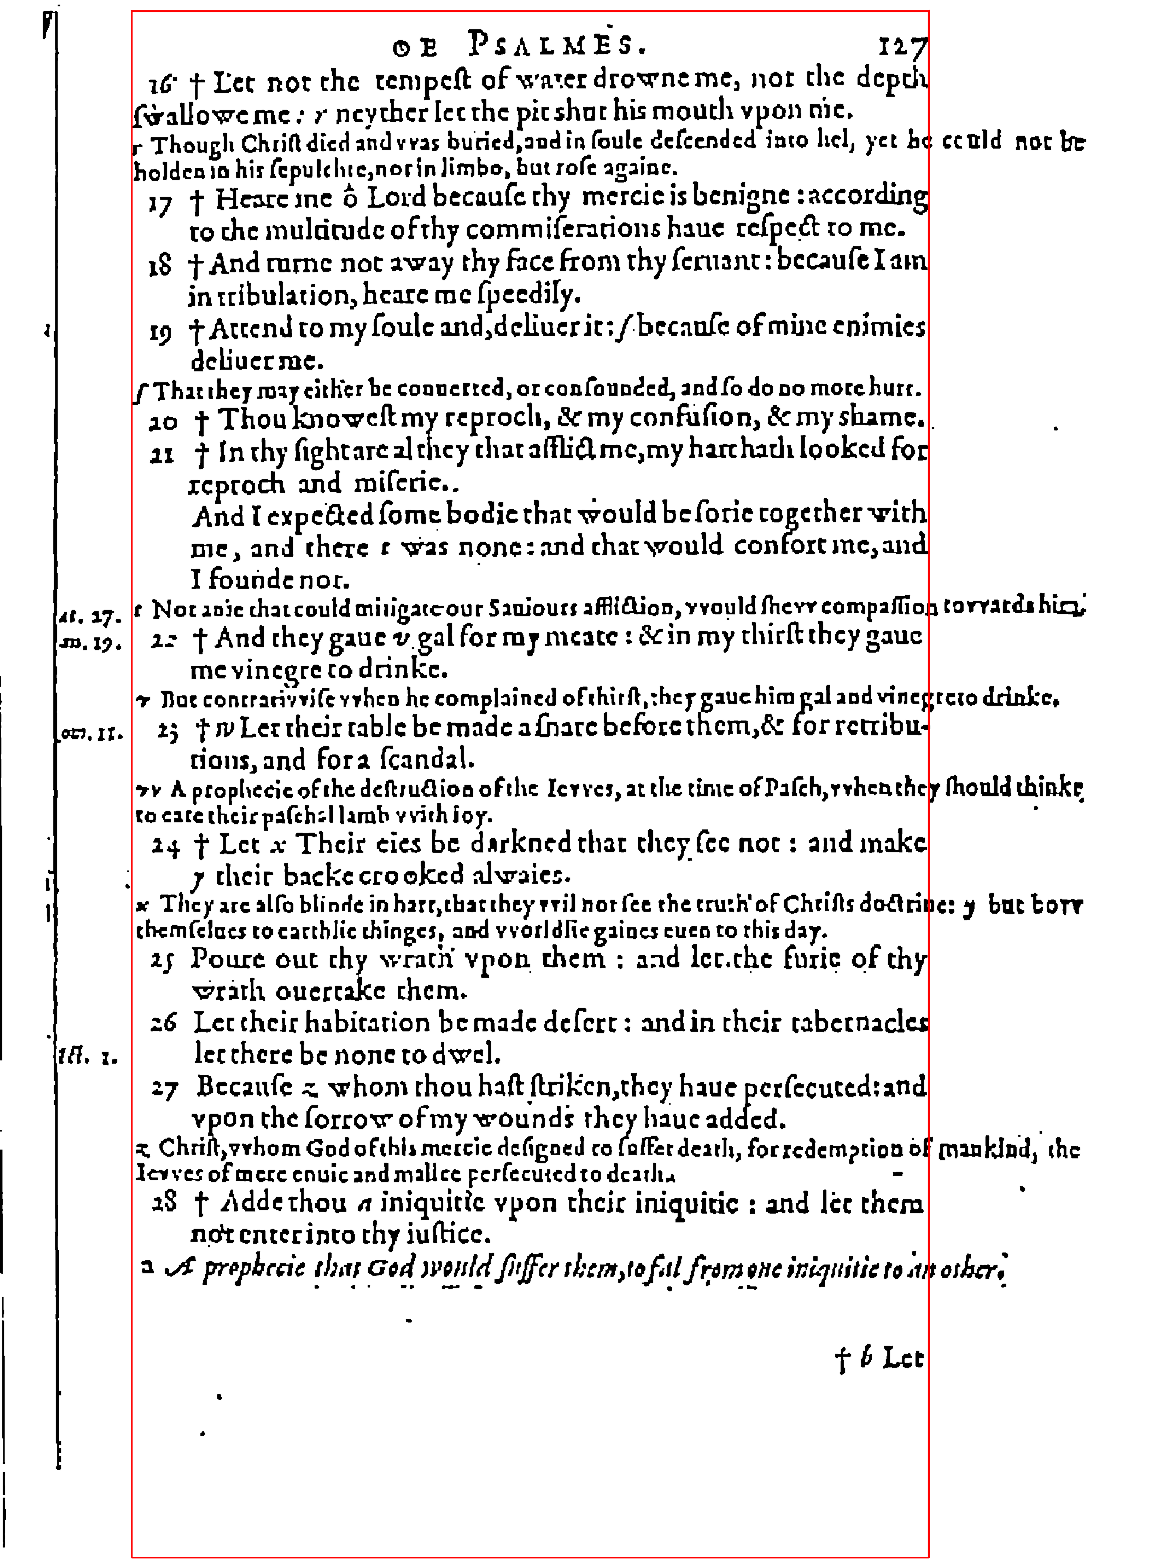 OF PSALMES. 127
16 † Let not the tempeſt of water drowne me, nor the depth
ſwallowe me: r neyther let the pit shut his mouth vpon me.
r Though Chriſt died and vvas buried, and in ſoule deſcended into hel, yet he could not be
holden in his ſepulchre, nor in limbo, but roſe againe.
17 † Heare me ô Lord becauſe thy mercie is benigne: according
to the multitude of thy commiſerations haue reſpect to me.
18 † And turne not away thy face from thy ſeruant: becauſe I am
in tribulation, heare me ſpeedily.
19 † Attend to my ſoule and, deliuer it: ſ becauſe of mine enimies
deliuer me.
ſ That they may either be conuerted, or confounded, and ſo do no more hurt.
20 † Thou knoweſt my reproch, & my confuſion, & my shame.
21 † In thy ſight are al they that afflict me, my hart hath looked for
reproch and miſerie..
And I expected ſome bodie that would be ſorie together with
me, and there t was none: and that would confort me, and
I founde not.
at. 27. t Not anie that could mitigate our Sauiours affliction, vvould ſhevv compaſſion tovvards him:
m. 19. 22 † And they gaue v gal for my meate: & in my thirſt they gaue
me vinegre to drinke.
v But contrarivviſe vvhen he complained of thirſt, they gaue him gal and vinegre to drinke.
om. 11. 23 † w Let their table be made a ſnare before them, & for retribu-
tions, and for a ſcandal.
vv A prophecie of the deſtruction of the Ievves, at the time of Paſch, vvhen they ſhould thinke
to eate their paſchal lamb vvith ioy.
24 † Let x Their eies be darkned that they ſee not: and make
y their backe crooked alwaies.
x They are alſo blinde in hart, that they vvil not ſee the truth of Chriſts doctrine: y but bovv
themſelues to earthlie thinges, and vvorldlie gaines euen to this day.
25 Poure out thy wrath vpon them: and let the furie of thy
wrath ouertake them.
26 Let their habitation be made deſert: and in their tabernacles
Act. 1. let there be none to dwel.
27 Becauſe z whom thou haſt ſtriken, they haue perſecuted: and
vpon the ſorrow of my wounds they haue added.
z Chriſt, vvhom God of this mercie deſigned to ſuffer death, for redemption of mankind, the
Ievves of mere enuie and mallice perſecuted to death.
28 † Adde thou a iniquitie vpon their iniquitie: and let them
not enter into thy iuſtice.
a A prophecie that God would ſuffer them, to fal from one iniquitie to an other.
† b Let